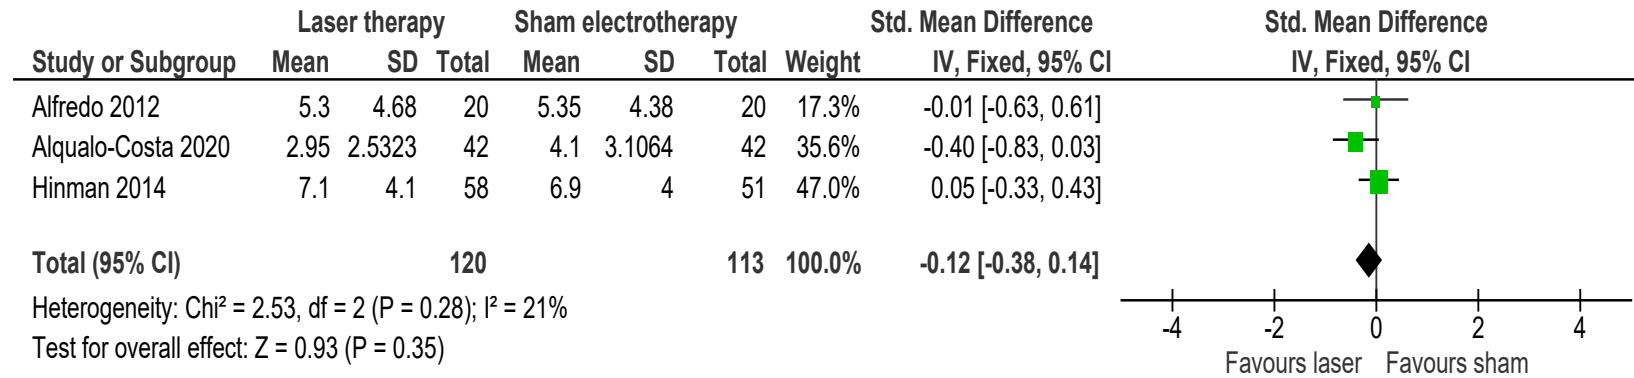 Laser therapy Sham electrotherapy Std. Mean Difference Std. Mean Difference
Study or Subgroup Mean SD Total Mean SD Total Weight IV, Fixed, 95% CI IV, Fixed, 95% CI
Alfredo 2012 5.3 4.68 20 5.35 4.38 20 17.3% -0.01 [-0.63, 0.61]
Alqualo-Costa 2020 2.95 2.5323 42 4.1 3.1064 42 35.6% -0.40 [-0.83, 0.03]
Hinman 2014 7.1 4.1 58 6.9 4 51 47.0% 0.05 [-0.33, 0.43]
Total (95% CI) 120 113 100.0% -0.12 [-0.38, 0.14]
Heterogeneity: Chi² = 2.53, df = 2 (P = 0.28); I² = 21%
Test for overall effect: Z = 0.93 (P = 0.35)
-4 -2 0 2 4
Favours laser Favours sham